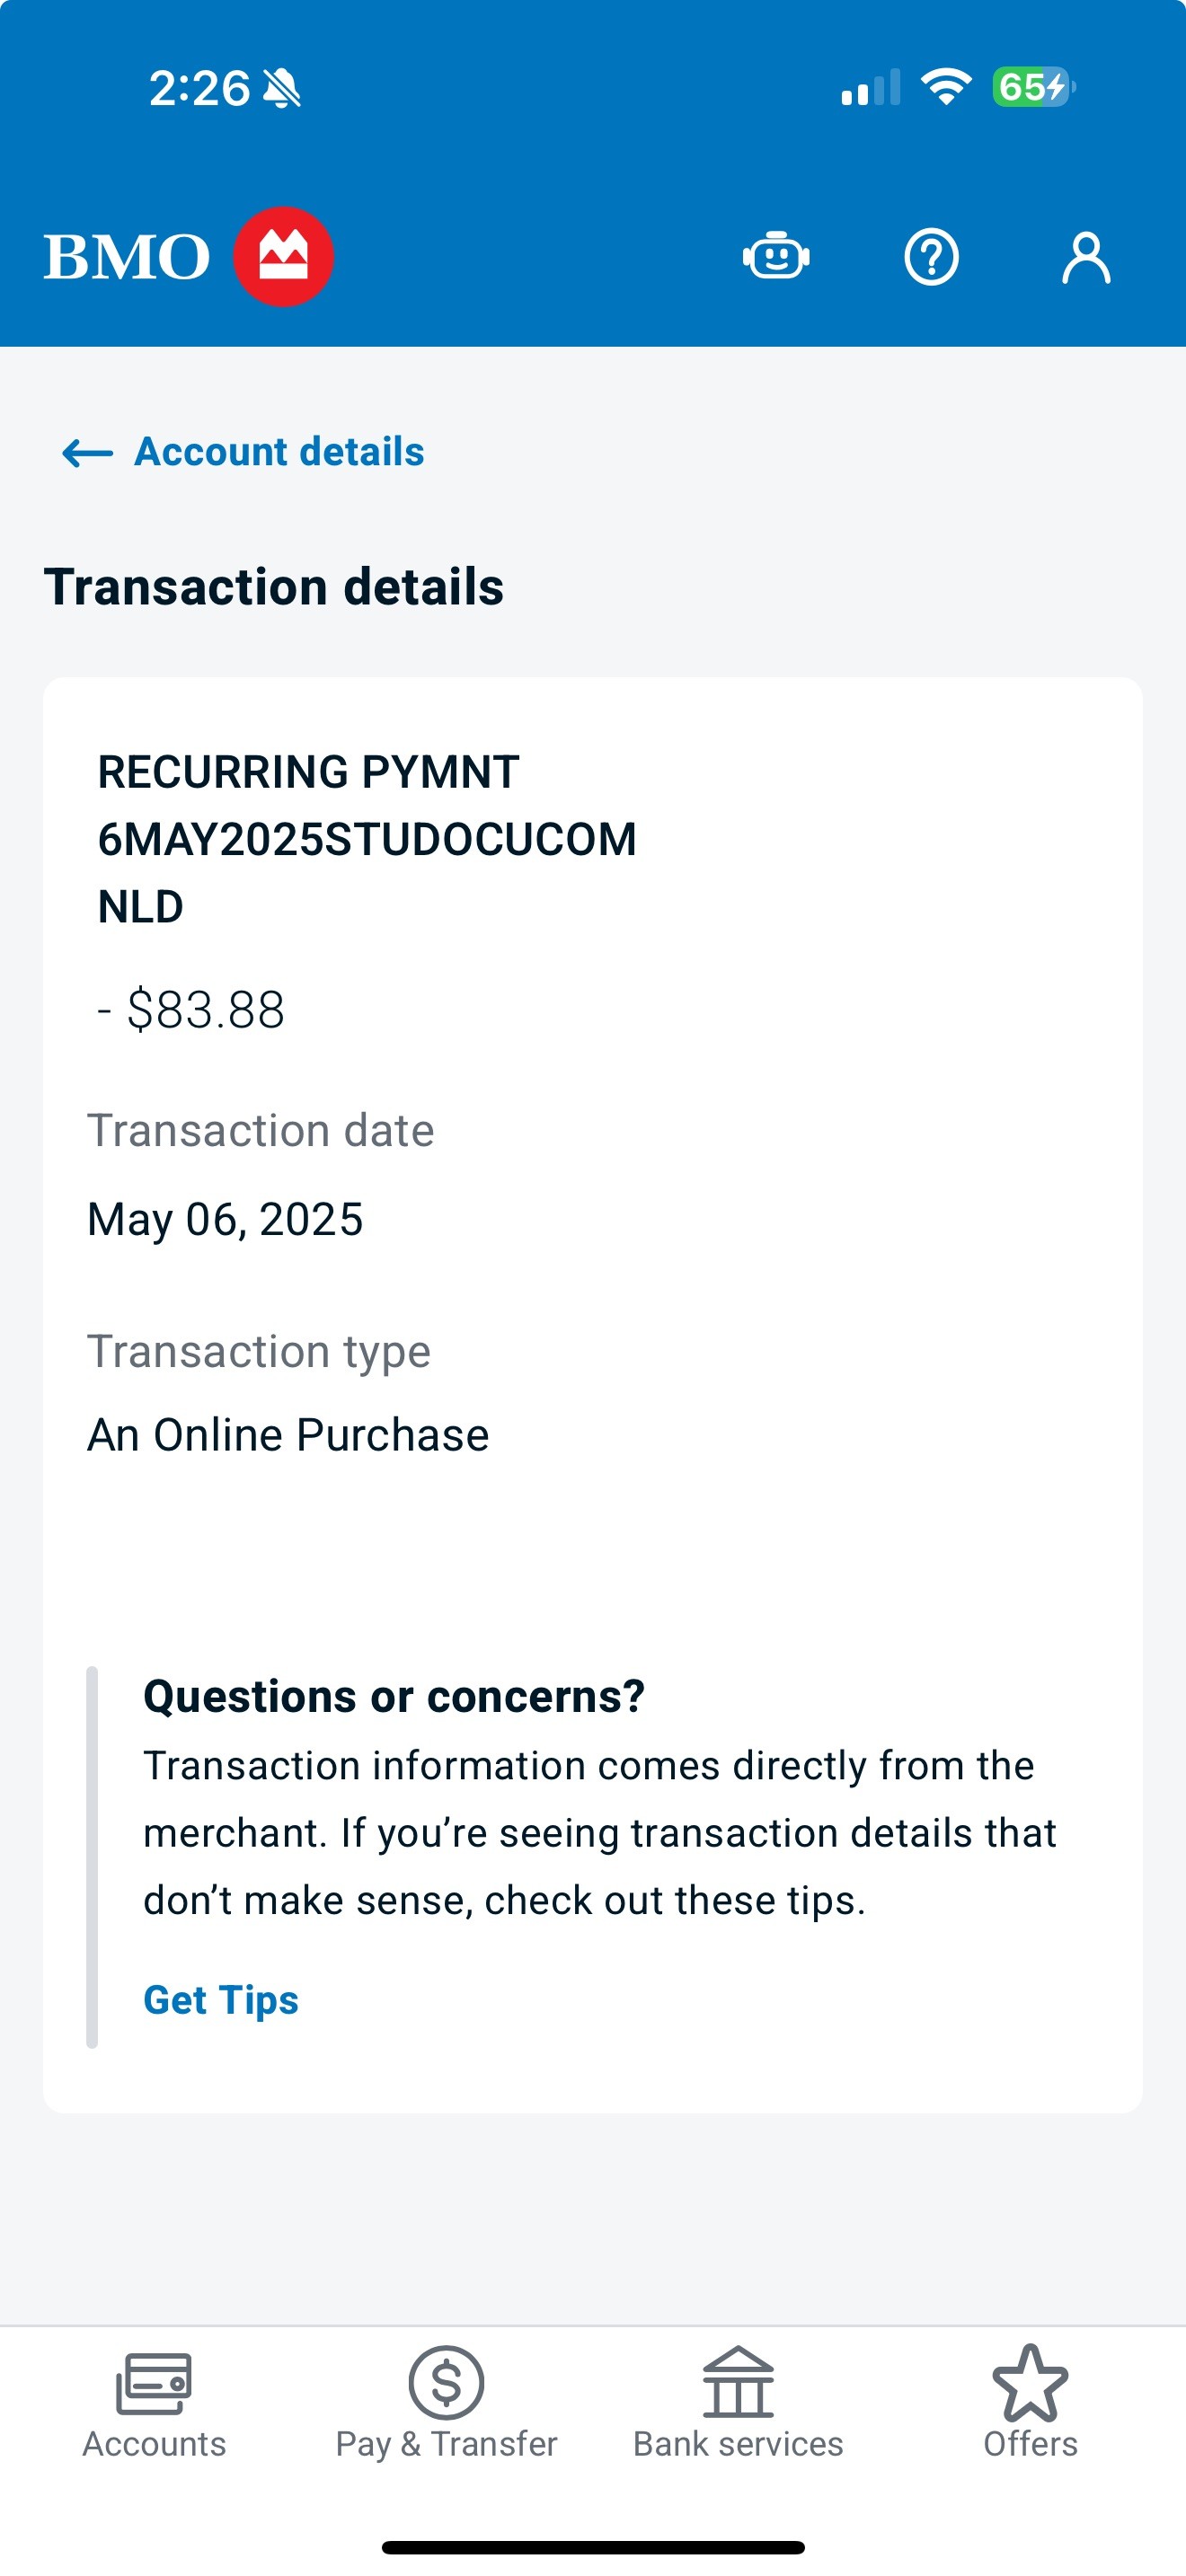 2:26
65
BMO
Account details
Transaction details
RECURRING PYMNT
6MAY2025STUDOCUCOM
NLD
- $83.88
Transaction date
May 06, 2025
Transaction type
An Online Purchase
Questions or concerns?
Transaction information comes directly from the
merchant. If you’re seeing transaction details that
don’t make sense, check out these tips.
Get Tips
Accounts
Pay & Transfer
Bank services
Offers